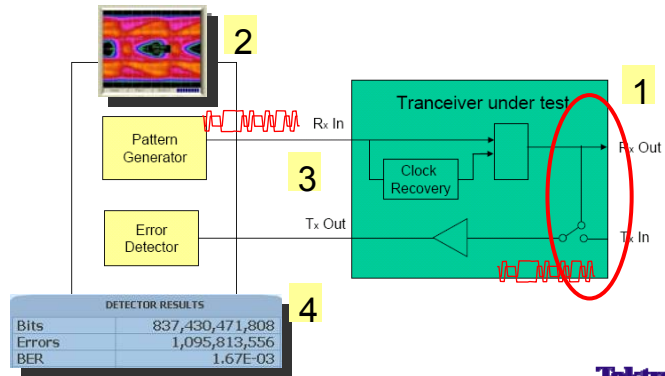 2
1
Tranceiver under test
Pattern
Generator
Rx In
Rx Out
Clock
Recovery
3
Error
Detector
Tx Out
Tx In
4
DETECTOR RESULTS
Bits 837,430,471,808
Errors 1,095,813,556
BER 1.67E-03